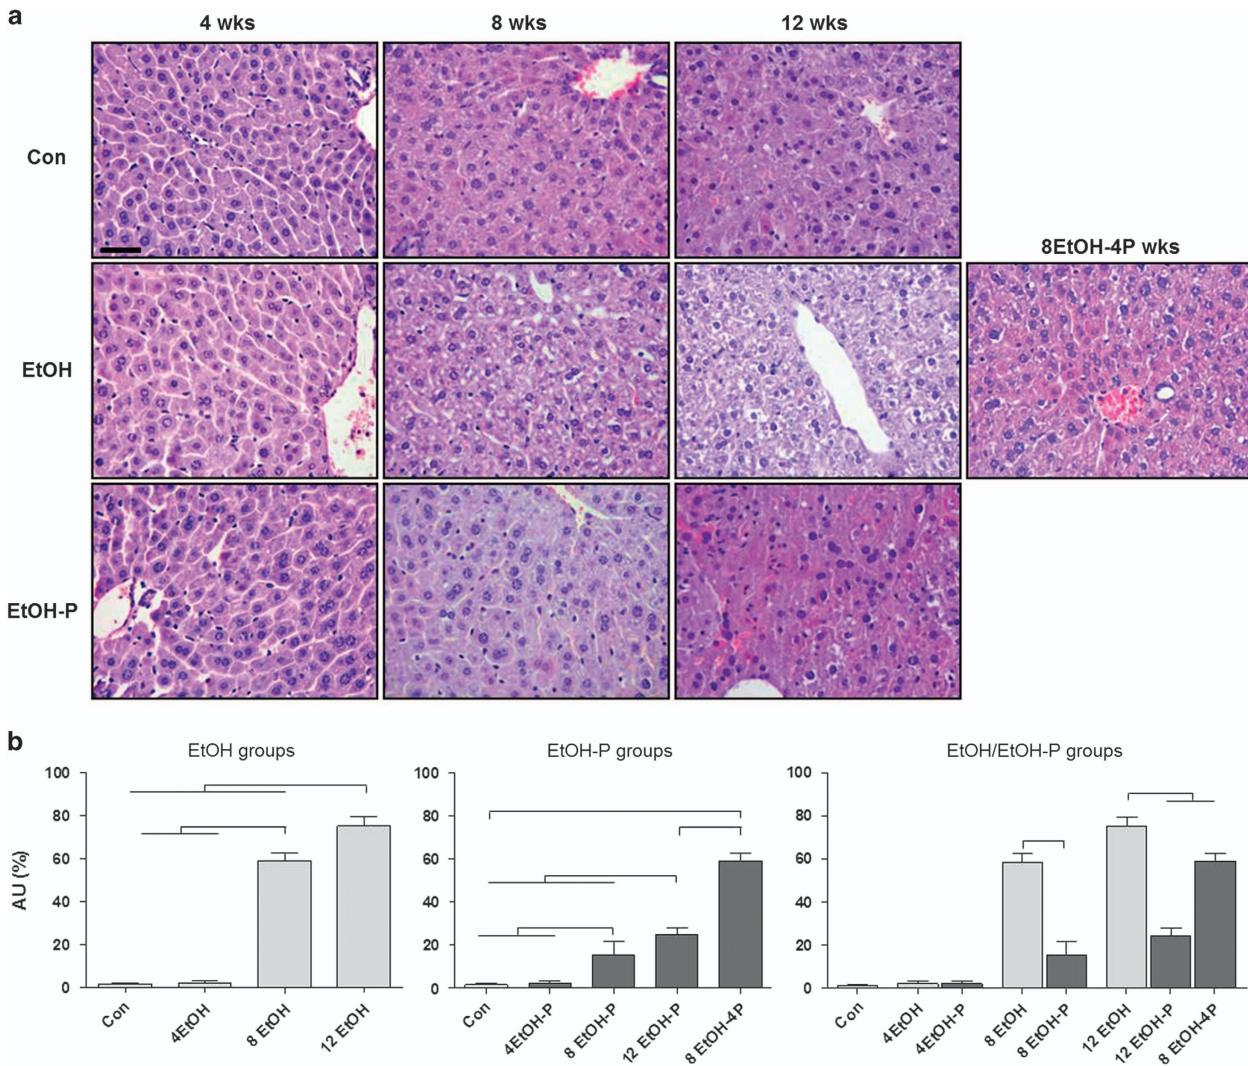 a
4 wks
8 wks
12 wks
Con
8EtOH-4P wks
EtOH
EtOH-P
b
EtOH groups
EtOH-P groups
EtOH/EtOH-P groups
AU (%)
100
80
60
40
20
0
Con
4EtOH
8 EtOH
12 EtOH
100
80
60
40
20
0
Con
4EtOH-P
8 EtOH-P
12 EtOH-P
8 EtOH-4P
100
80
60
40
20
0
Con
4EtOH
4EtOH-P
8 EtOH
8 EtOH-P
12 EtOH
12 EtOH-P
8 EtOH-4P